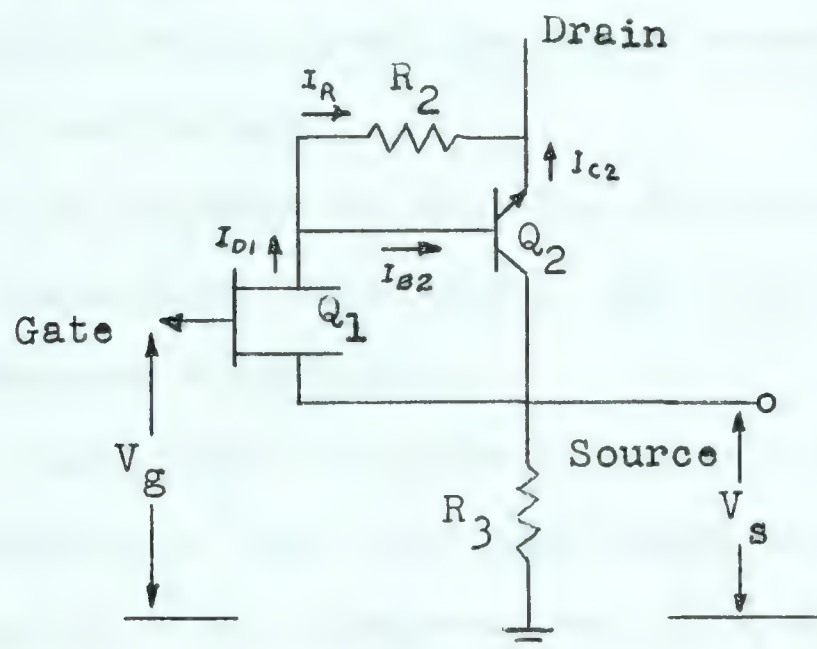 Drain
I_R
R_2
I_C2
I_D1
I_B2
Q_2
Q_1
Gate
V_g
Source
R_3
V_s